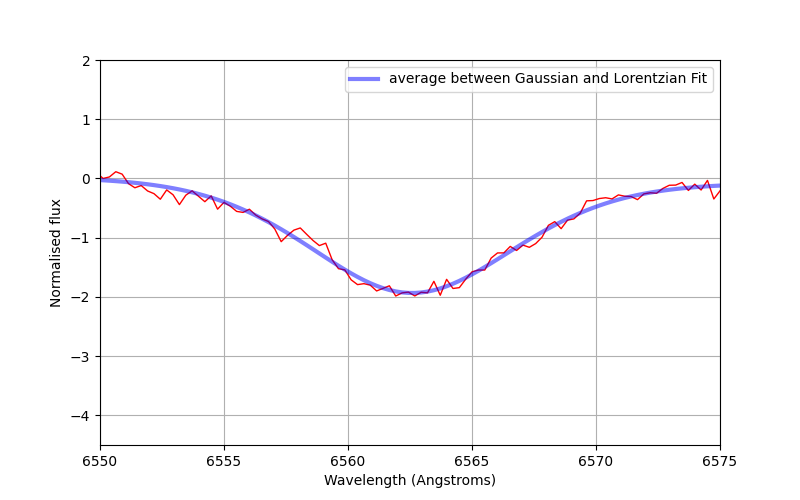 average between Gaussian and Lorentzian Fit
2
1
0
−1
−2
−3
−4
Normalised flux
6550 6555 6560 6565 6570 6575
Wavelength (Angstroms)